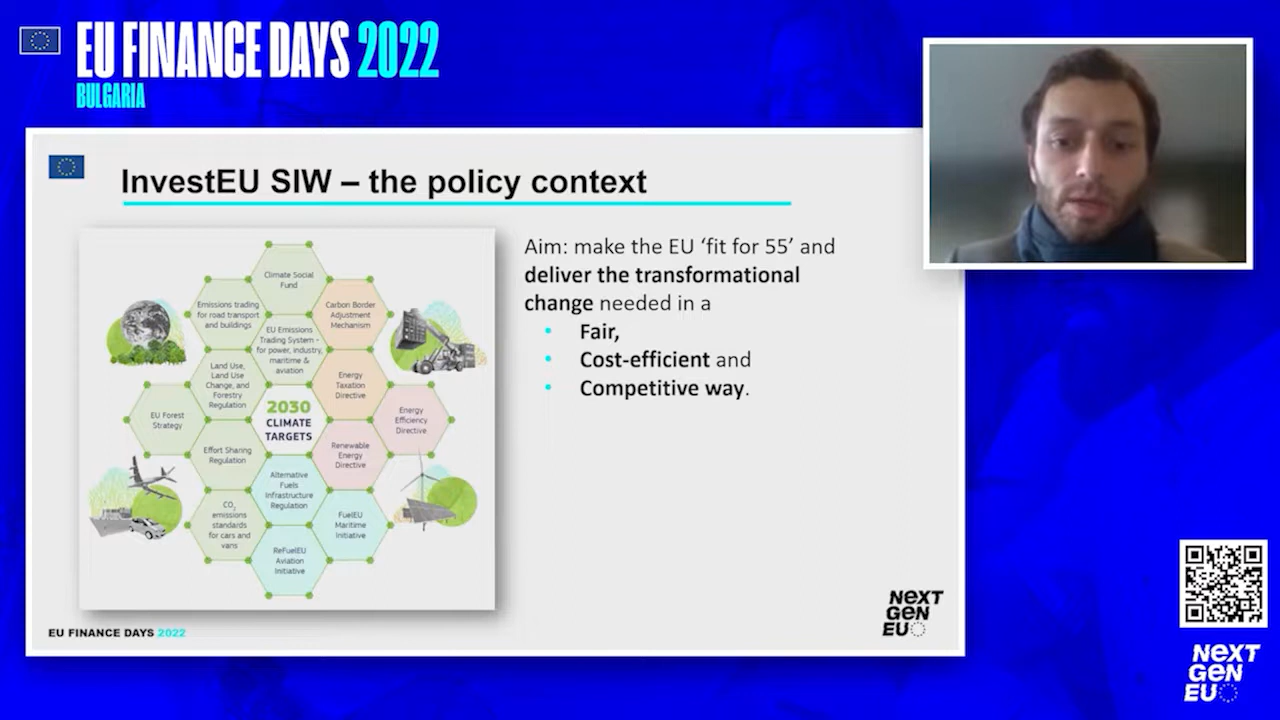 EU FINANCE DAYS 2022
BULGARIA
InvestEU SIW – the policy context
Climate Social
Fund
Emissions trading
for road transport
and buildings
Carbon Border
Adjustment
Mechanism
EU Emissions
Trading System -
for power, industry,
maritime &
aviation
Land Use,
Land Use
Change, and
Forestry
Regulation
Energy
Taxation
Directive
EU Forest
Strategy
2030
CLIMATE
TARGETS
Energy
Efficiency
Directive
Effort Sharing
Regulation
Renewable
Energy
Directive
Alternative
Fuels
Infrastructure
Regulation
CO2
emissions
standards
for cars and
vans
FuelEU
Maritime
Initiative
ReFuelEU
Aviation
Initiative
Aim: make the EU ‘fit for 55’ and
deliver the transformational
change needed in a
• Fair,
• Cost-efficient and
• Competitive way.
EU FINANCE DAYS 2022
NEXT
GEN
EU
NEXT
GEN
EU